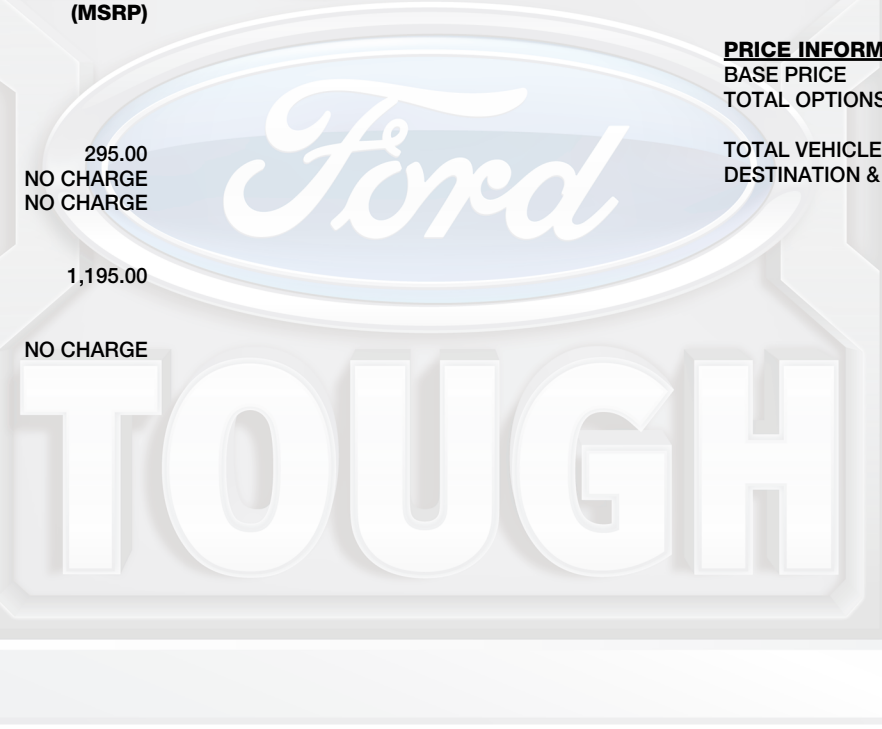 (MSRP)
295.00
NO CHARGE
NO CHARGE
1,195.00
NO CHARGE
PRICE INFORM
BASE PRICE
TOTAL OPTIONS
TOTAL VEHICLE
DESTINATION &
Ford
TOUGH